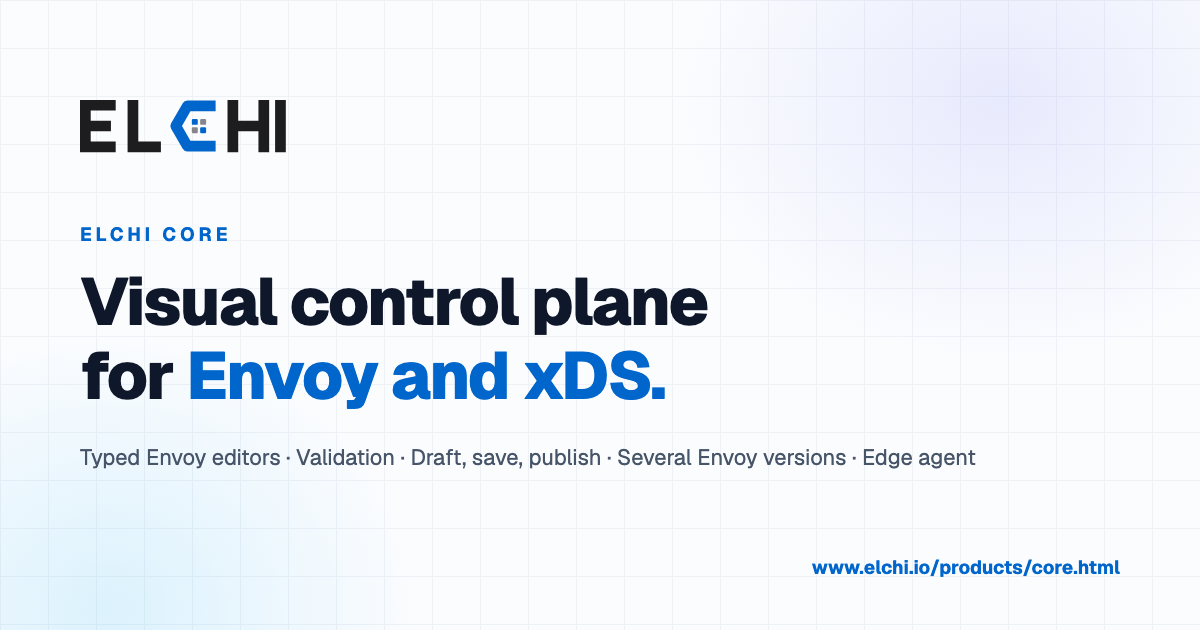 ELCHI
ELCHI CORE
Visual control plane
for Envoy and xDS.
Typed Envoy editors · Validation · Draft, save, publish · Several Envoy versions · Edge agent
www.elchi.io/products/core.html